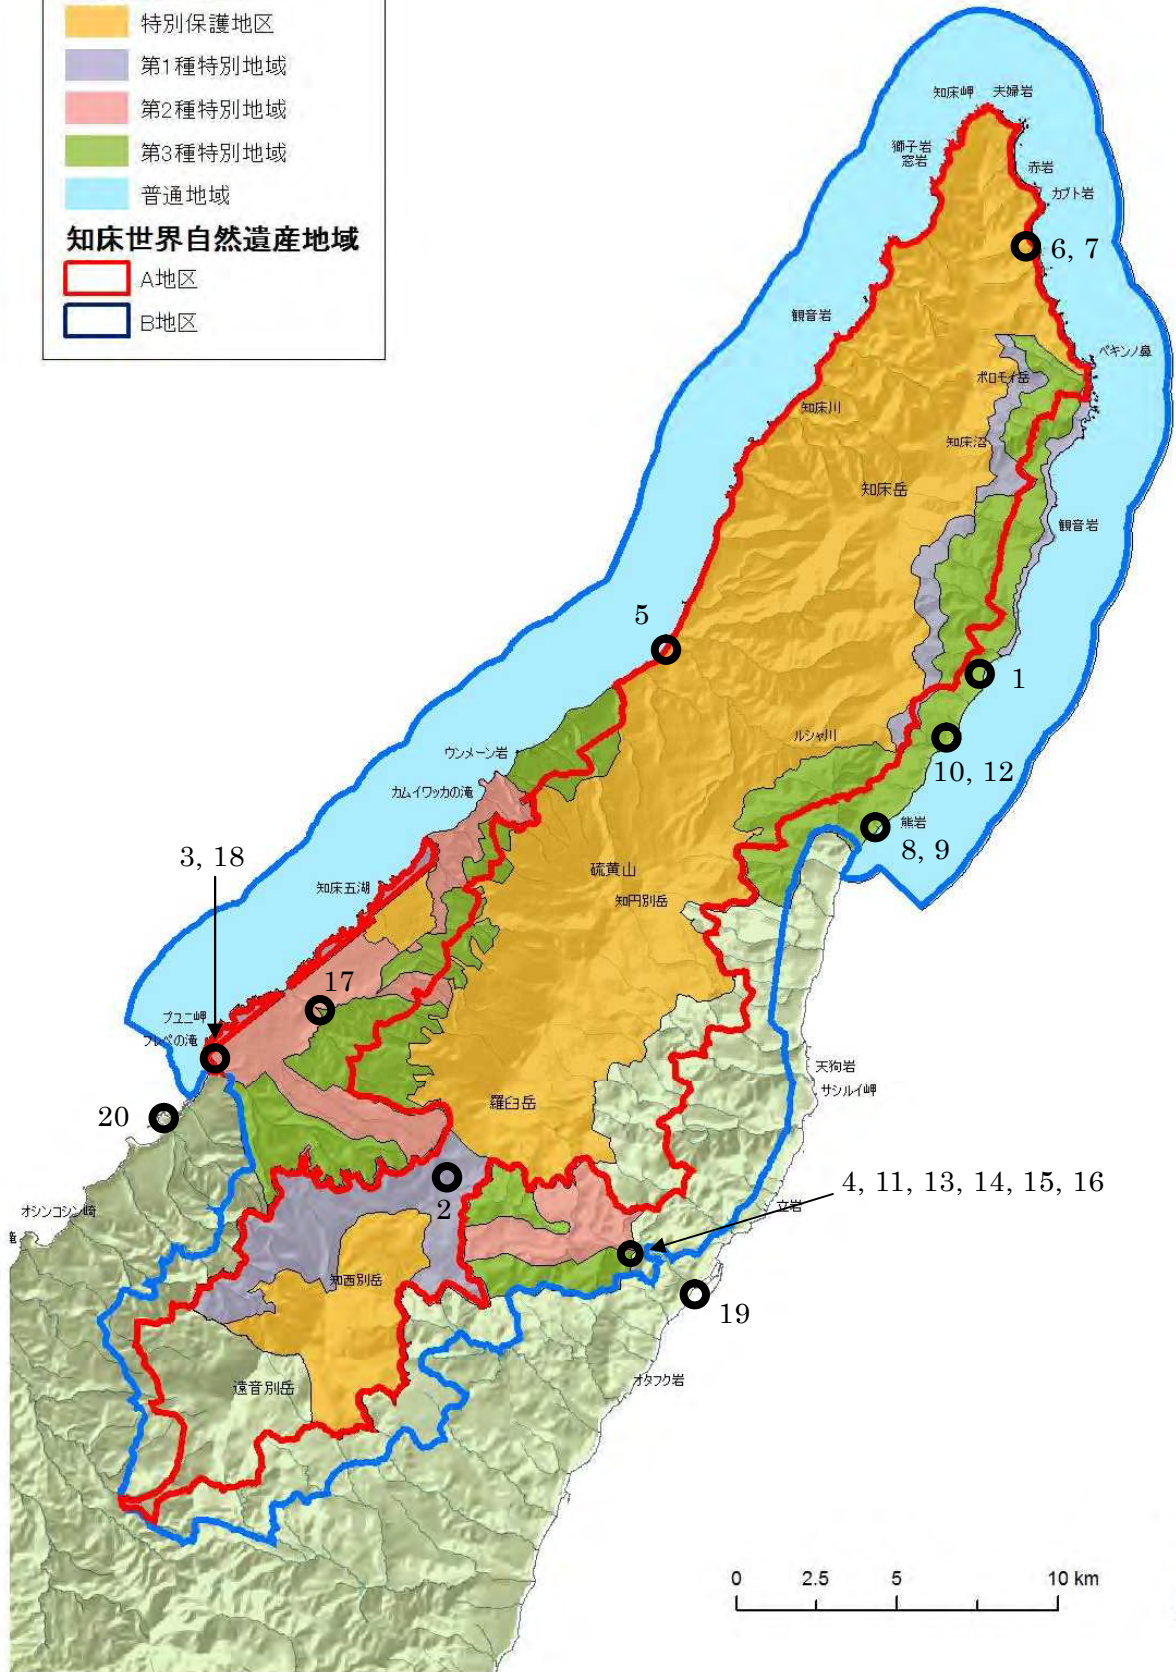 特別保護地区
第1種特別地域
第2種特別地域
第3種特別地域
普通地域
知床世界自然遺産地域
A地区
B地区
知床岬 夫婦岩
獅子岩
窓岩
赤岩
カブト岩
6, 7
観音岩
ペキンノ鼻
ポロモイ岳
知床川
知床沼
知床岳
観音岩
5
1
ルシャ川
ウンメーン岩
10, 12
カムイワッカの滝
熊岩
8, 9
3, 18
硫黄山
知床五湖
知円別岳
17
プユニ岬
フレペの滝
天狗岩
サシルイ岬
羅臼岳
20
4, 11, 13, 14, 15, 16
2
立岩
オシンコシン崎
滝
知西別岳
19
オタフク岩
遠音別岳
0 2.5 5 10 km